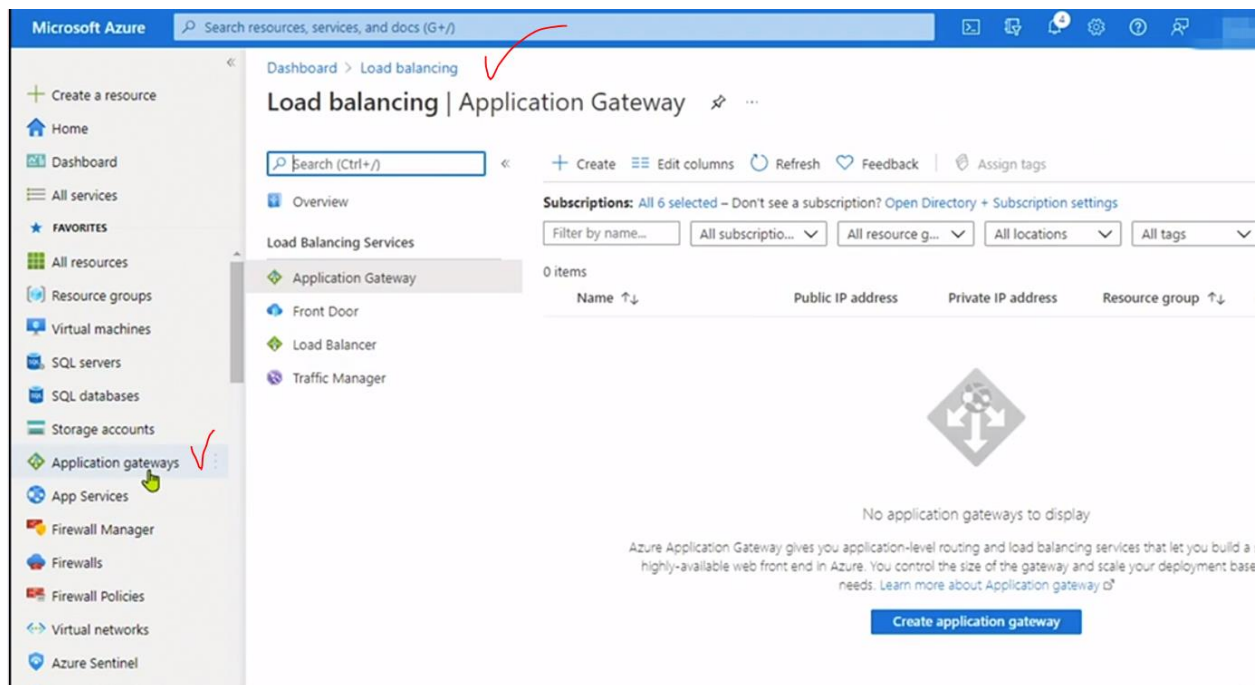 Microsoft Azure
Search resources, services, and docs (G+/)
4
Create a resource
Home
Dashboard
All services
FAVORITES
All resources
Resource groups
Virtual machines
SQL servers
SQL databases
Storage accounts
Application gateways
App Services
Firewall Manager
Firewalls
Firewall Policies
Virtual networks
Azure Sentinel
Dashboard > Load balancing
Load balancing | Application Gateway
Search (Ctrl+/)
Overview
Load Balancing Services
Application Gateway
Front Door
Load Balancer
Traffic Manager
Create Edit columns Refresh Feedback Assign tags
Subscriptions: All 6 selected – Don't see a subscription? Open Directory + Subscription settings
Filter by name... All subscriptio... All resource g... All locations All tags
0 items
Name Public IP address Private IP address Resource group
No application gateways to display
Azure Application Gateway gives you application-level routing and load balancing services that let you build a
highly-available web front end in Azure. You control the size of the gateway and scale your deployment base
needs. Learn more about Application gateway
Create application gateway